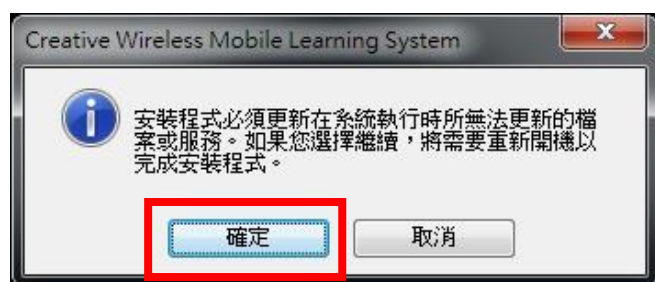 Creative Wireless Mobile Learning System
安裝程式必須更新在系統執行時所無法更新的檔
案或服務。如果您選擇繼續,將需要重新開機以
完成安裝程式。
確定 取消